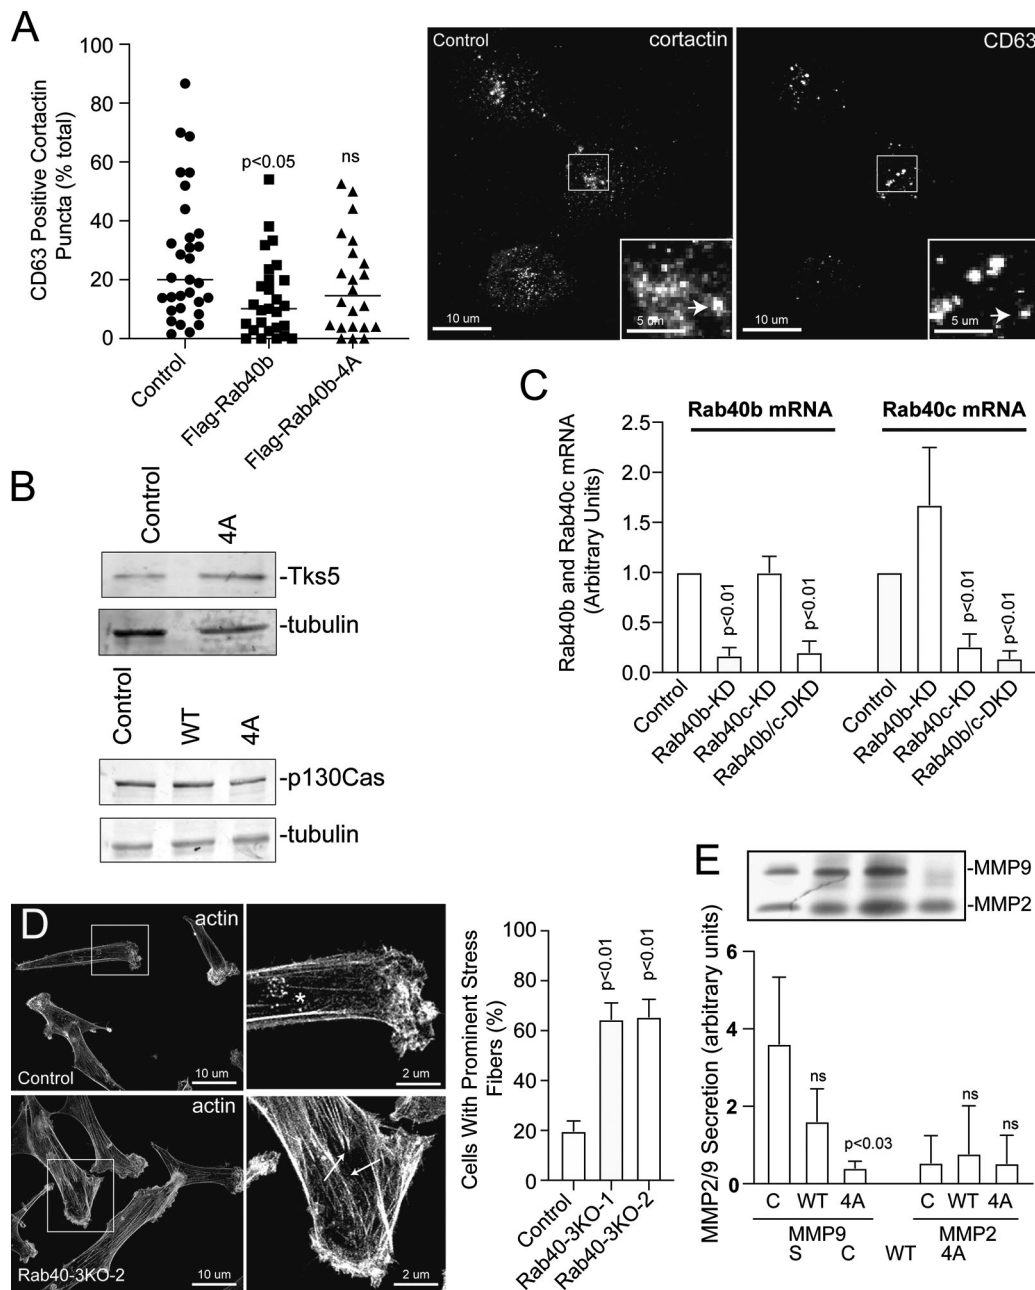 A
100
80
60
40
20
0
CD63 Positive Cortactin
Puncta (% total)
p<0.05
ns
Control
Flag-Rab40b
Flag-Rab40b-4A
Control
cortactin
10 um
5 um
CD63
10 um
5 um
B
Control
4A
-Tks5
-tubulin
Control
WT
4A
-p130Cas
-tubulin
C
Rab40b mRNA
Rab40c mRNA
Rab40b and Rab40c mRNA
(Arbitrary Units)
2.5
2.0
1.5
1.0
0.5
0.0
p<0.01
p<0.01
p<0.01
p<0.01
Control
Rab40b-KD
Rab40c-KD
Rab40b/c-DKD
Control
Rab40b-KD
Rab40c-KD
Rab40b/c-DKD
D
actin
Control
10 um
*
2 um
actin
Rab40-3KO-2
10 um
2 um
Cells With Prominent Stress
Fibers (%)
100
80
60
40
20
0
p<0.01
p<0.01
Control
Rab40-3KO-1
Rab40-3KO-2
E
-MMP9
-MMP2
MMP2/9 Secretion (arbitrary units)
6
4
2
0
ns
p<0.03
ns
ns
C WT 4A C WT 4A
MMP9 MMP2
S C WT 4A